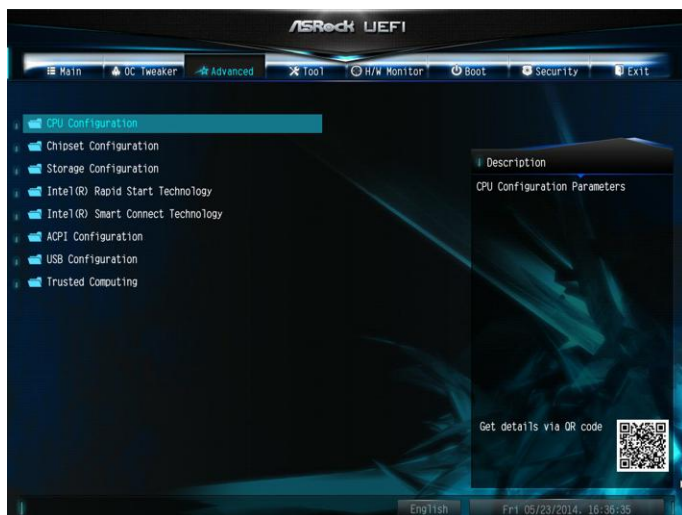 ASRock UEFI
Main OC Tweaker Advanced Tool H/W Monitor Boot Security Exit
CPU Configuration
Chipset Configuration
Storage Configuration
Intel(R) Rapid Start Technology
Intel(R) Smart Connect Technology
ACPI Configuration
USB Configuration
Trusted Computing
Description
CPU Configuration Parameters
Get details via QR code
English
Fri 05/23/2014. 16:36:35